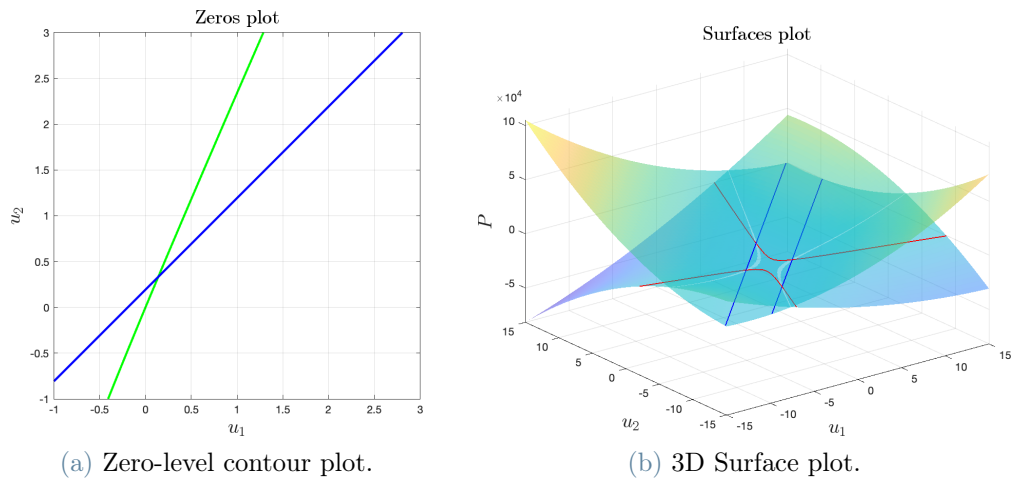 Zeros plot
3
2.5
2
1.5
1
0.5
0
-0.5
-1
-1 -0.5 0 0.5 1 1.5 2 2.5 3
u2
u1
(a) Zero-level contour plot.
Surfaces plot
×10^4
10
5
0
-5
P
15 10 5 0 -5 -10 -15
u2
-15 -10 -5 0 5 10 15
u1
(b) 3D Surface plot.